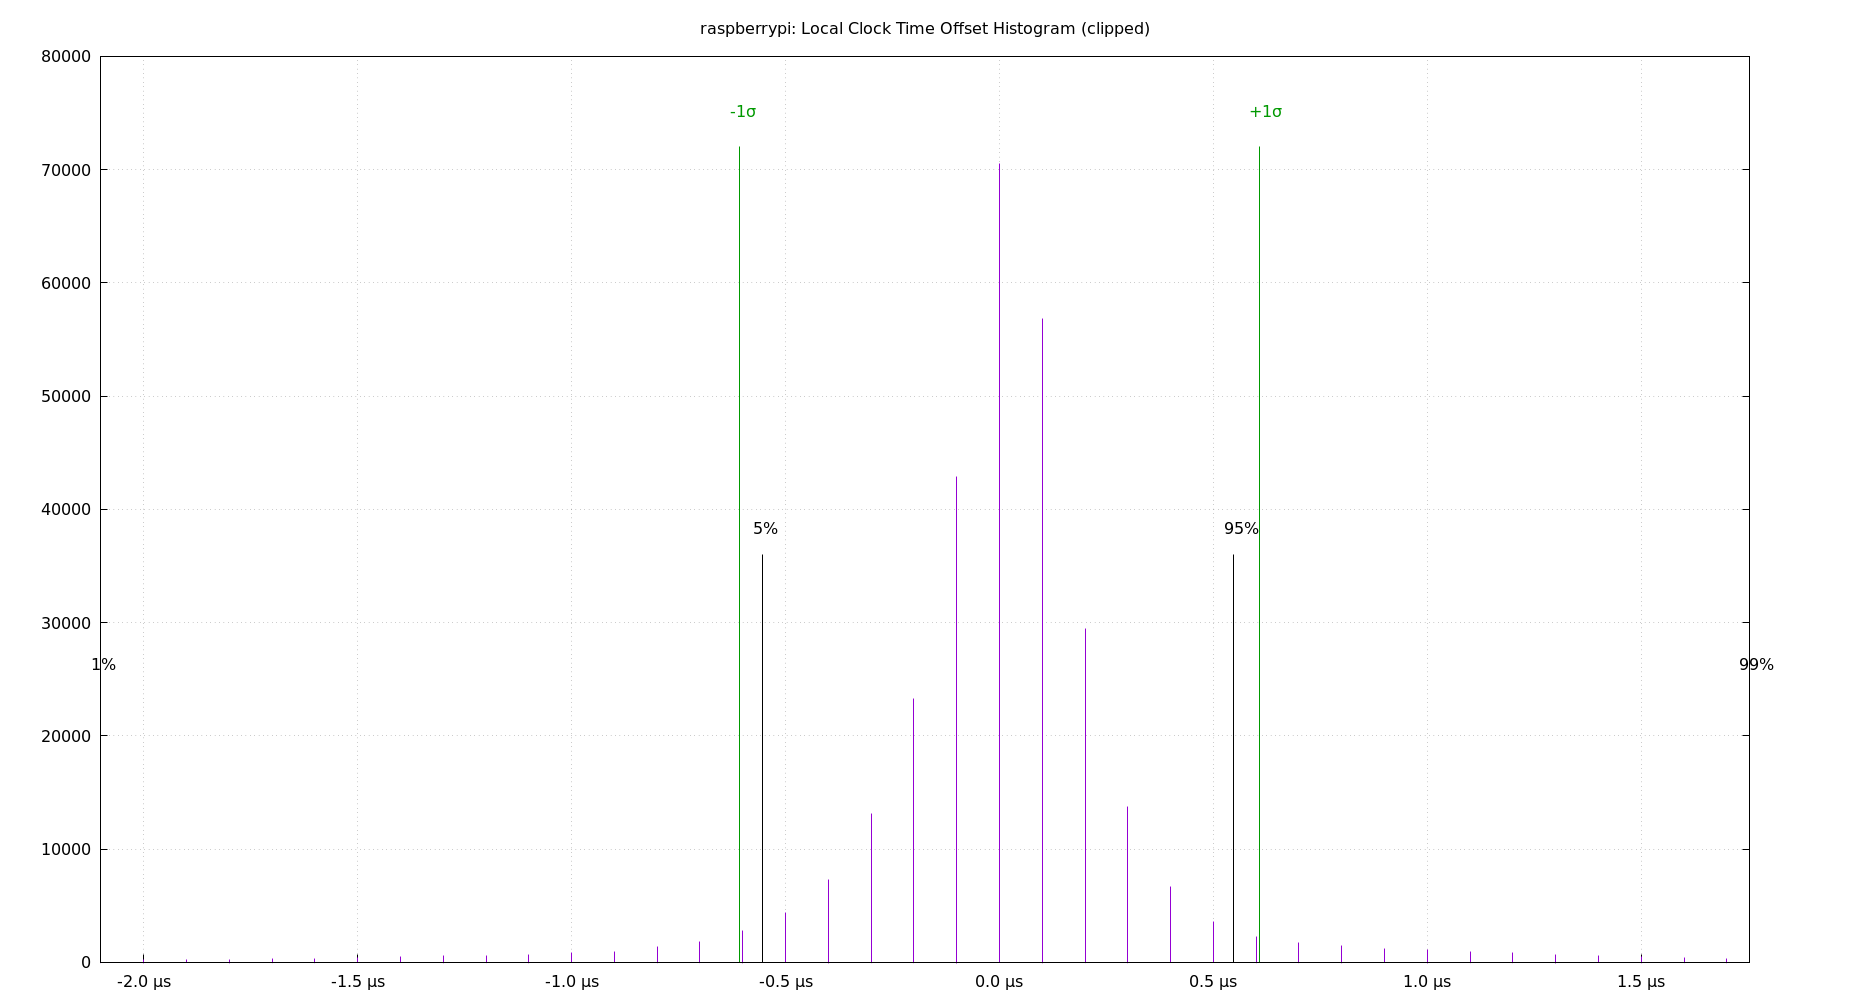 raspberrypi: Local Clock Time Offset Histogram (clipped)
80000
-1σ
+1σ
70000
60000
50000
40000
5%
95%
30000
1%
99%
20000
10000
0
-2.0 µs
-1.5 µs
-1.0 µs
-0.5 µs
0.0 µs
0.5 µs
1.0 µs
1.5 µs